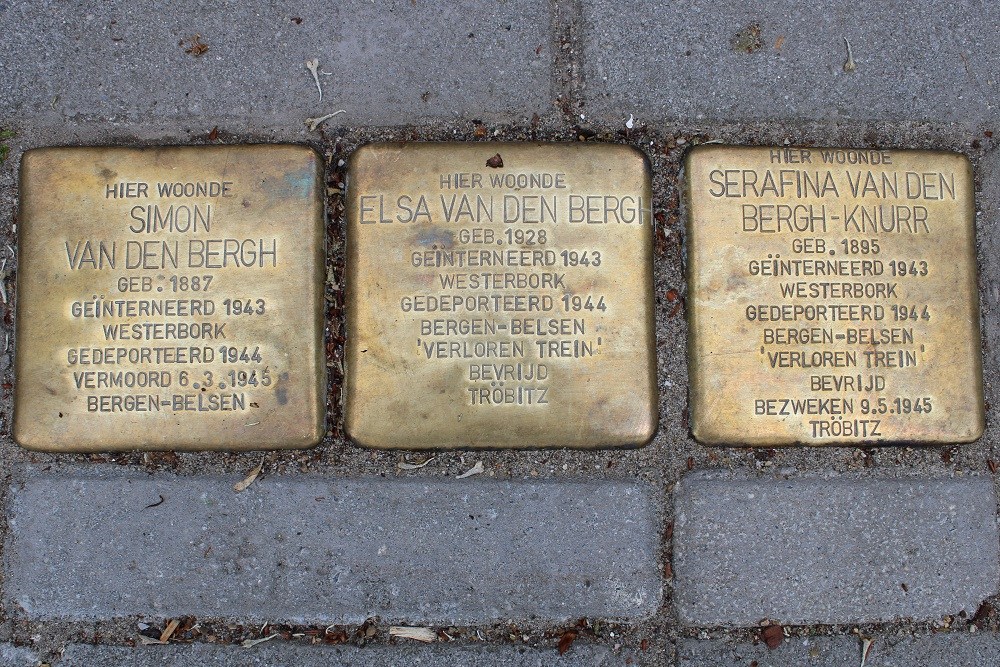 HIER WOONDE
SIMON
VAN DEN BERGH
GEB. 1887
GEÏNTERNEERD 1943
WESTERBORK
GEDEPORTEERD 1944
VERMOORD 6.3.1945
BERGEN-BELSEN
HIER WOONDE
ELSA VAN DEN BERGH
GEB. 1928
GEÏNTERNEERD 1943
WESTERBORK
GEDEPORTEERD 1944
BERGEN-BELSEN
'VERLOREN TREIN'
BEVRIJD
TRÖBITZ
HIER WOONDE
SERAFINA VAN DEN
BERGH-KNURR
GEB. 1895
GEÏNTERNEERD 1943
WESTERBORK
GEDEPORTEERD 1944
BERGEN-BELSEN
'VERLOREN TREIN'
BEVRIJD
BEZWEKEN 9.5.1945
TRÖBITZ